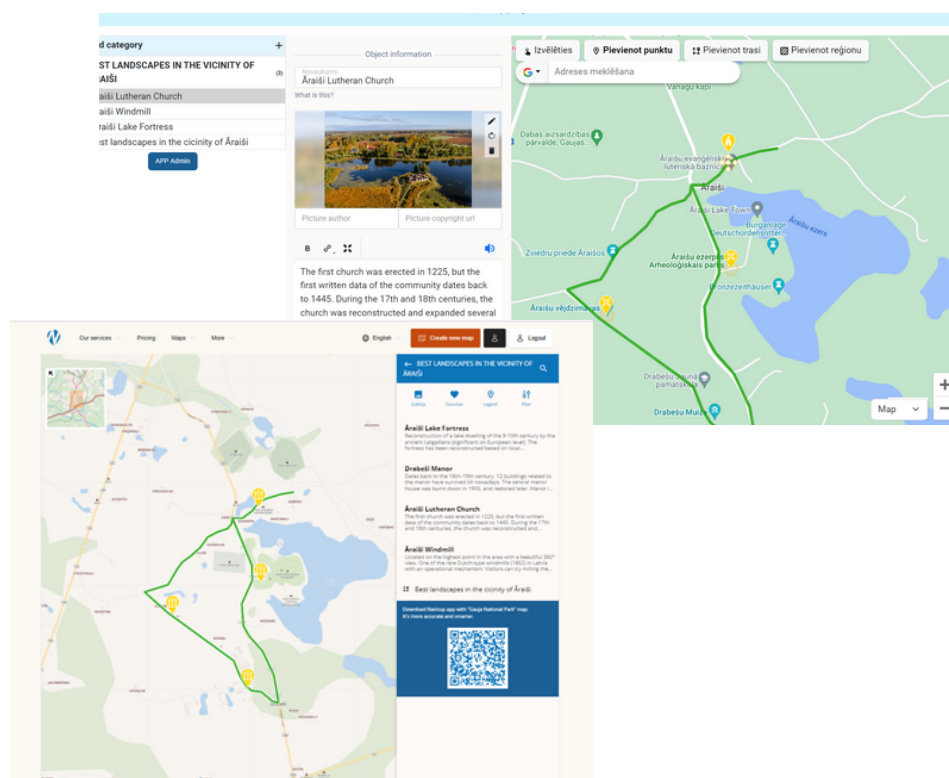 d category +
ST LANDSCAPES IN THE VICINITY OF (3)
RAIŠI
raiši Lutheran Church
aiši Windmill
raiši Lake Fortress
est landscapes in the cicinity of Āraiši
APP Admin
Object information
Nosaukums
Āraiši Lutheran Church
What is this?
Picture author
Picture copyright url
B
The first church was erected in 1225, but the
first written data of the community dates back
to 1445. During the 17th and 18th centuries, the
church was reconstructed and expanded several
Izvēlēties
Pievienot punktu
Pievienot trasi
Pievienot reģionu
G
Adreses meklēšana
Vanagu kapi
Dabas aizsardzības
pārvalde, Gaujas...
Āraišu evaņģēlisk
luteriskā baznīc
Āraiši
Āraiši Lake Town
Āraišu ezers
Burganlage
Deutschordensritter...
Zviedru priede Āraišos
Āraišu ezerpils
Arheoloģiskais parks
Bronzezeithäuser
Āraišu vējdzirnavas
Drabešu jaunā
pamatskola
Drabešu Muiža
Map
+
−
Our services
Pricing
Maps
More
English
Create new map
Logout
← BEST LANDSCAPES IN THE VICINITY OF
ĀRAIŠI
Galerija
Favorites
Legend
Filter
Āraiši Lake Fortress
Reconstruction of a lake dwelling of the 9-10th century by the
ancient Latgalians (significant on European level). The
fortress has been reconstructed based on local...
Drabeši Manor
Dates back to the 18th-19th century. 12 buildings related to
the manor have survived till nowadays. The central manor
house was burnt down in 1905, and restored later. Manor i...
Āraiši Lutheran Church
The first church was erected in 1225, but the first written
data of the community dates back to 1445. During the 17th
and 18th centuries, the church was reconstructed and...
Āraiši Windmill
Located on the highest point in the area with a beautiful 360°
view. One of the rare Dutch-type windmills (1852) in Latvia
with an operational mechanism. Visitors can try milling the...
Best landscapes in the cicinity of Āraiši
Download Navicup app with "Gauja National Park" map.
It's more accurate and smarter.